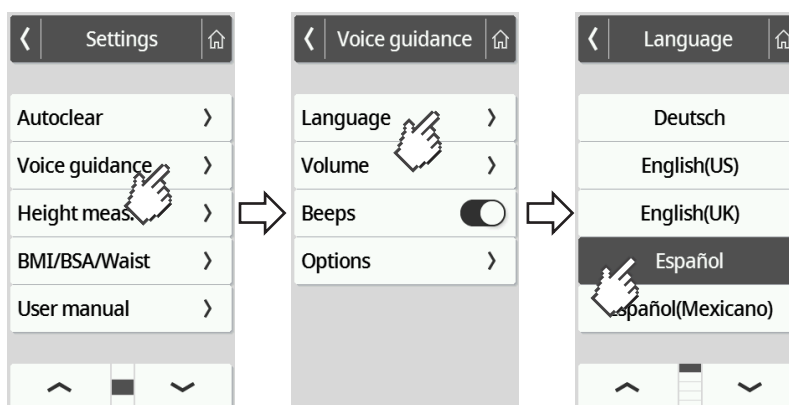 Settings
Autoclear
Voice guidance
Height meas.
BMI/BSA/Waist
User manual
Voice guidance
Language
Volume
Beeps
Options
Language
Deutsch
English(US)
English(UK)
Español
Español(Mexicano)